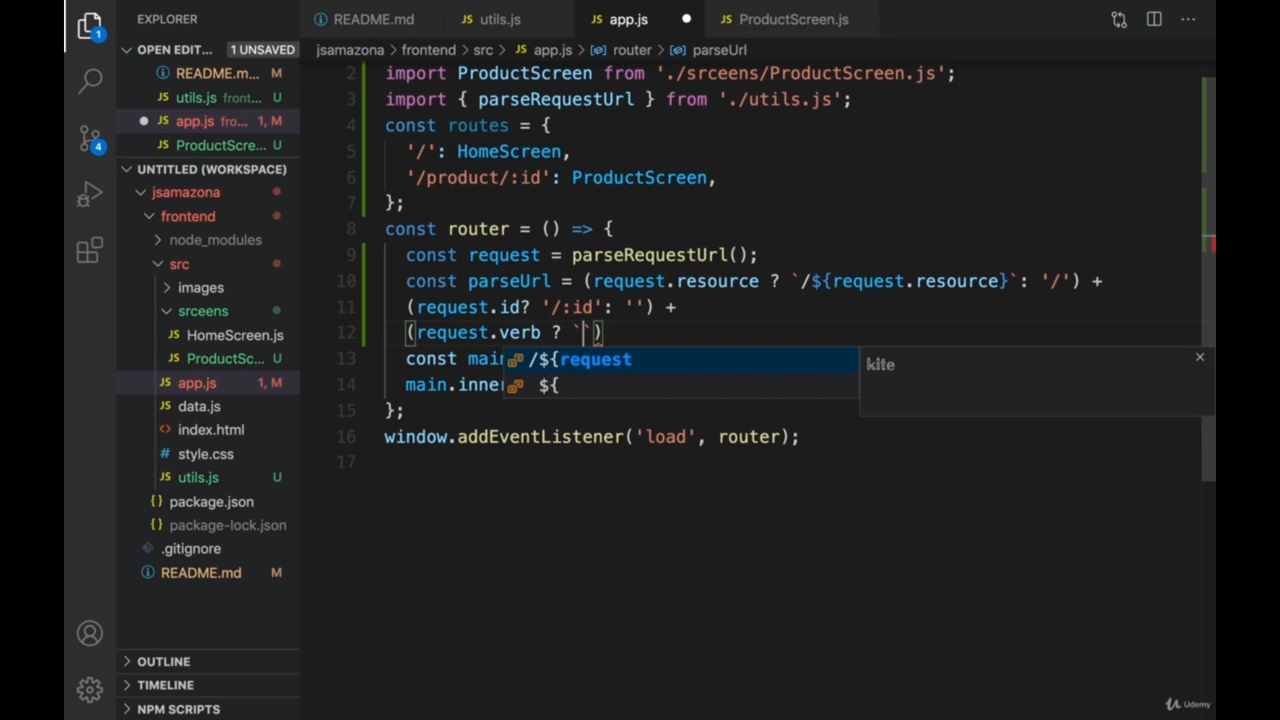 EXPLORER
README.md
utils.js
app.js
ProductScreen.js
OPEN EDIT... 1 UNSAVED
jsamazona > frontend > src > app.js > router > parseUrl
README.m... M
utils.js front... U
app.js fro... 1, M
ProductScre... U
UNTITLED (WORKSPACE)
jsamazona
frontend
node_modules
src
images
srceens
HomeScreen.js
ProductSc... U
app.js 1, M
data.js
index.html
style.css
utils.js U
package.json
package-lock.json
.gitignore
README.md M
OUTLINE
TIMELINE
NPM SCRIPTS
1
4
2 import ProductScreen from './srceens/ProductScreen.js';
3 import { parseRequestUrl } from './utils.js';
4 const routes = {
5 '/': HomeScreen,
6 '/product/:id': ProductScreen,
7 };
8 const router = () => {
9 const request = parseRequestUrl();
10 const parseUrl = (request.resource ? `/${request.resource}`: '/') +
11 (request.id? '/:id': '') +
12 (request.verb ? ``)
13 const main
14 main.inner
15 };
16 window.addEventListener('load', router);
17
/${request
${
kite
Udemy